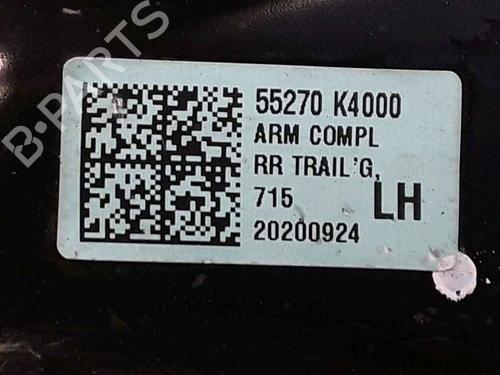 B-PARTS
55270 K4000
ARM COMPL
RR TRAIL'G,
715 LH
20200924